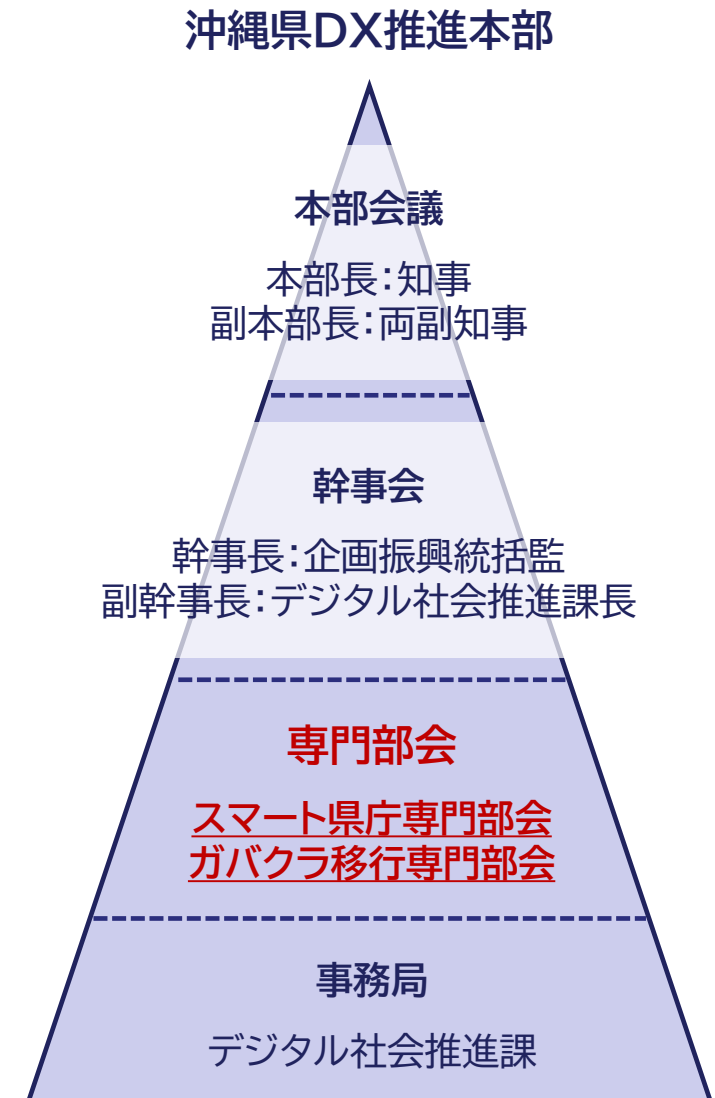 沖縄県DX推進本部
本部会議
本部長：知事
副本部長：両副知事
幹事会
幹事長：企画振興統括監
副幹事長：デジタル社会推進課長
専門部会
スマート県庁専門部会
ガバクラ移行専門部会
事務局
デジタル社会推進課